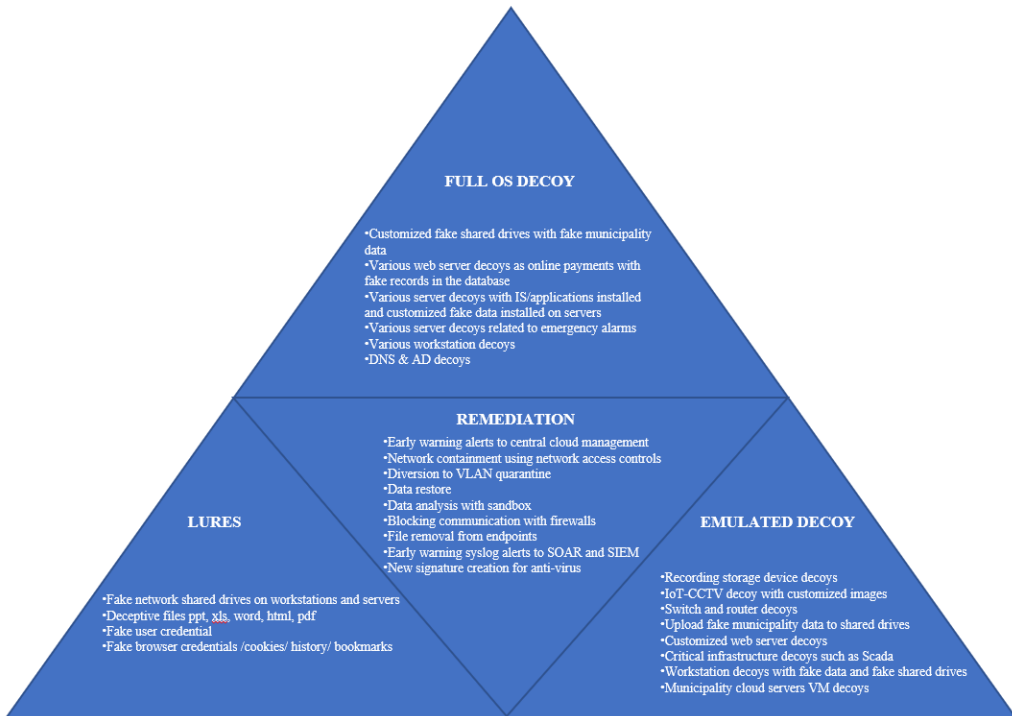 FULL OS DECOY
•Customized fake shared drives with fake municipality
data
•Various web server decoys as online payments with
fake records in the database
•Various server decoys with IS/applications installed
and customized fake data installed on servers
•Various server decoys related to emergency alarms
•Various workstation decoys
•DNS & AD decoys
REMEDIATION
•Early warning alerts to central cloud management
•Network containment using network access controls
•Diversion to VLAN quarantine
•Data restore
•Data analysis with sandbox
•Blocking communication with firewalls
•File removal from endpoints
•Early warning syslog alerts to SOAR and SIEM
•New signature creation for anti-virus
LURES
•Fake network shared drives on workstations and servers
•Deceptive files ppt, xls, word, html, pdf
•Fake user credential
•Fake browser credentials /cookies/ history/ bookmarks
EMULATED DECOY
•Recording storage device decoys
•IoT-CCTV decoy with customized images
•Switch and router decoys
•Upload fake municipality data to shared drives
•Customized web server decoys
•Critical infrastructure decoys such as Scada
•Workstation decoys with fake data and fake shared drives
•Municipality cloud servers VM decoys